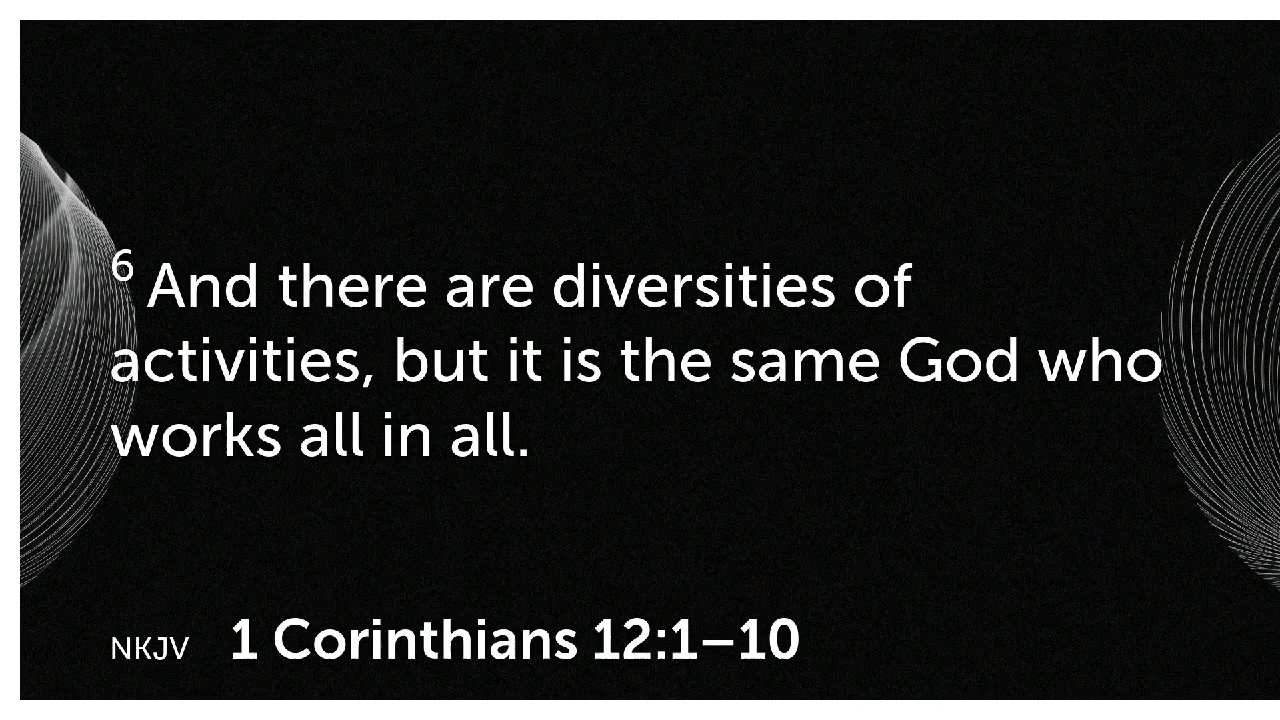 6 And there are diversities of
activities, but it is the same God who
works all in all.
NKJV 1 Corinthians 12:1–10